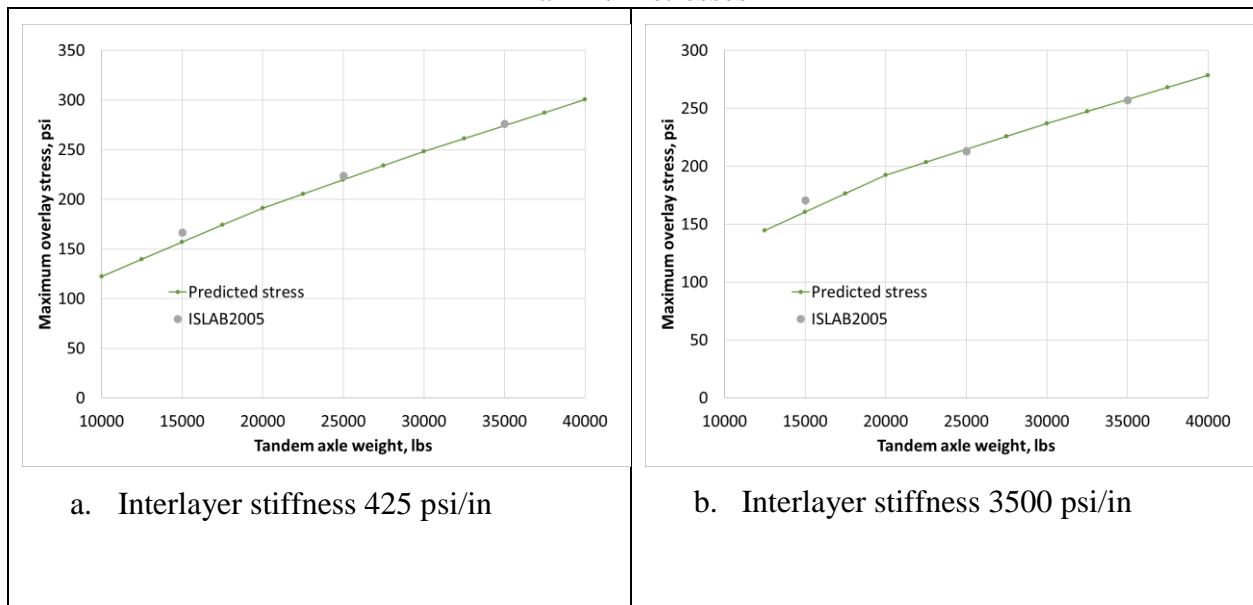 350
300
250
200
150
100
50
0
Maximum overlay stress, psi
Predicted stress
ISLAB2005
10000 15000 20000 25000 30000 35000 40000
Tandem axle weight, lbs
a. Interlayer stiffness 425 psi/in
300
250
200
150
100
50
0
Maximum overlay stress, psi
Predicted stress
ISLAB2005
10000 15000 20000 25000 30000 35000 40000
Tandem axle weight, lbs
b. Interlayer stiffness 3500 psi/in